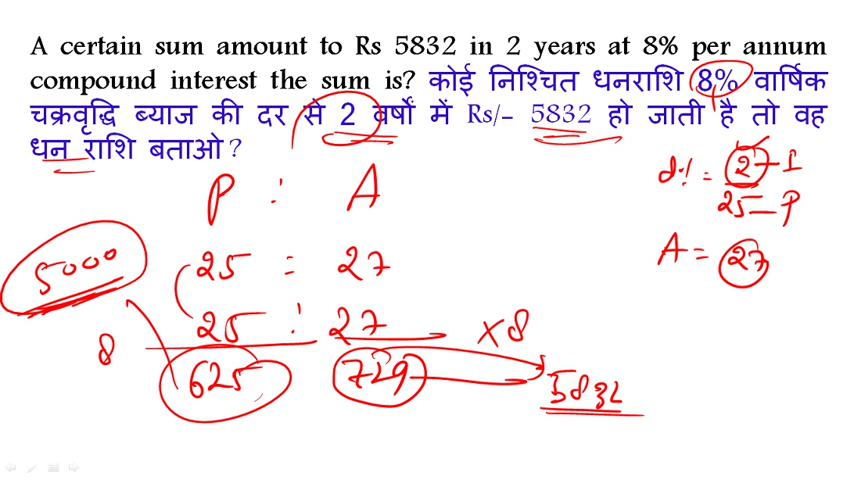 A certain sum amount to Rs 5832 in 2 years at 8% per annum
compound interest the sum is? कोई निश्चित धनराशि 8% वार्षिक
चक्रवृद्धि ब्याज की दर से 2 वर्षों में Rs/- 5832 हो जाती है तो वह
धन राशि बताओ ?
P : A
25 : 27
25 : 27 ×8
8
625 729
5832
5000
8% = 2 - I
25 - P
A = 27